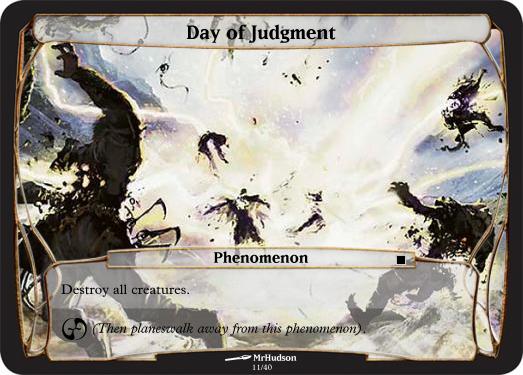 Day of Judgment
Phenomenon
Destroy all creatures.
(Then planeswalk away from this phenomenon).
MrHudson
11/40